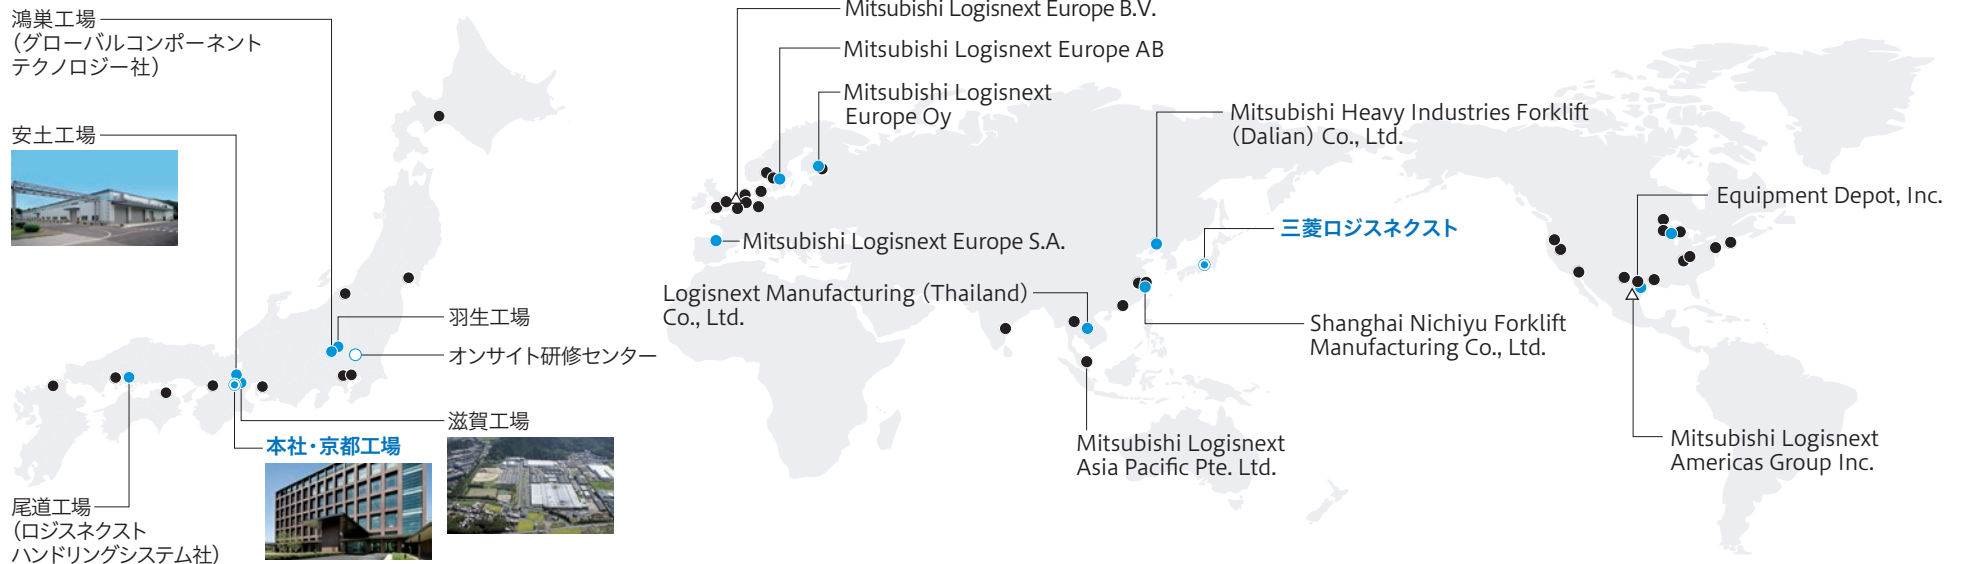 鴻巣工場
（グローバルコンポーネント
テクノロジー社）
安土工場
羽生工場
オンサイト研修センター
滋賀工場
本社・京都工場
尾道工場
（ロジスネクスト
ハンドリングシステム社）
Mitsubishi Logisnext Europe B.V.
Mitsubishi Logisnext Europe AB
Mitsubishi Logisnext
Europe Oy
Mitsubishi Logisnext Europe S.A.
Logisnext Manufacturing（Thailand）
Co., Ltd.
Mitsubishi Heavy Industries Forklift
（Dalian）Co., Ltd.
三菱ロジスネクスト
Shanghai Nichiyu Forklift
Manufacturing Co., Ltd.
Mitsubishi Logisnext
Asia Pacific Pte. Ltd.
Equipment Depot, Inc.
Mitsubishi Logisnext
Americas Group Inc.